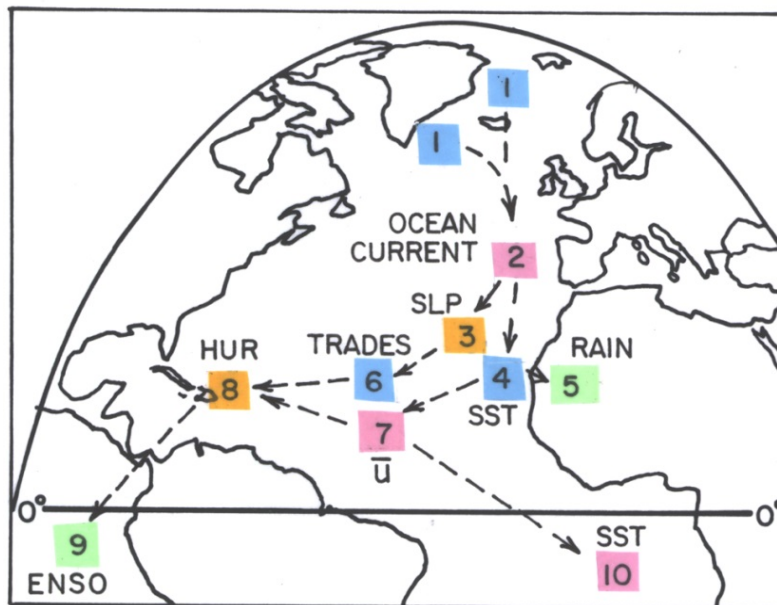 1
1
OCEAN
CURRENT
2
SLP
3
HUR
TRADES
RAIN
8
6
4
5
SST
7
u̅
0°
0°
9
ENSO
SST
10